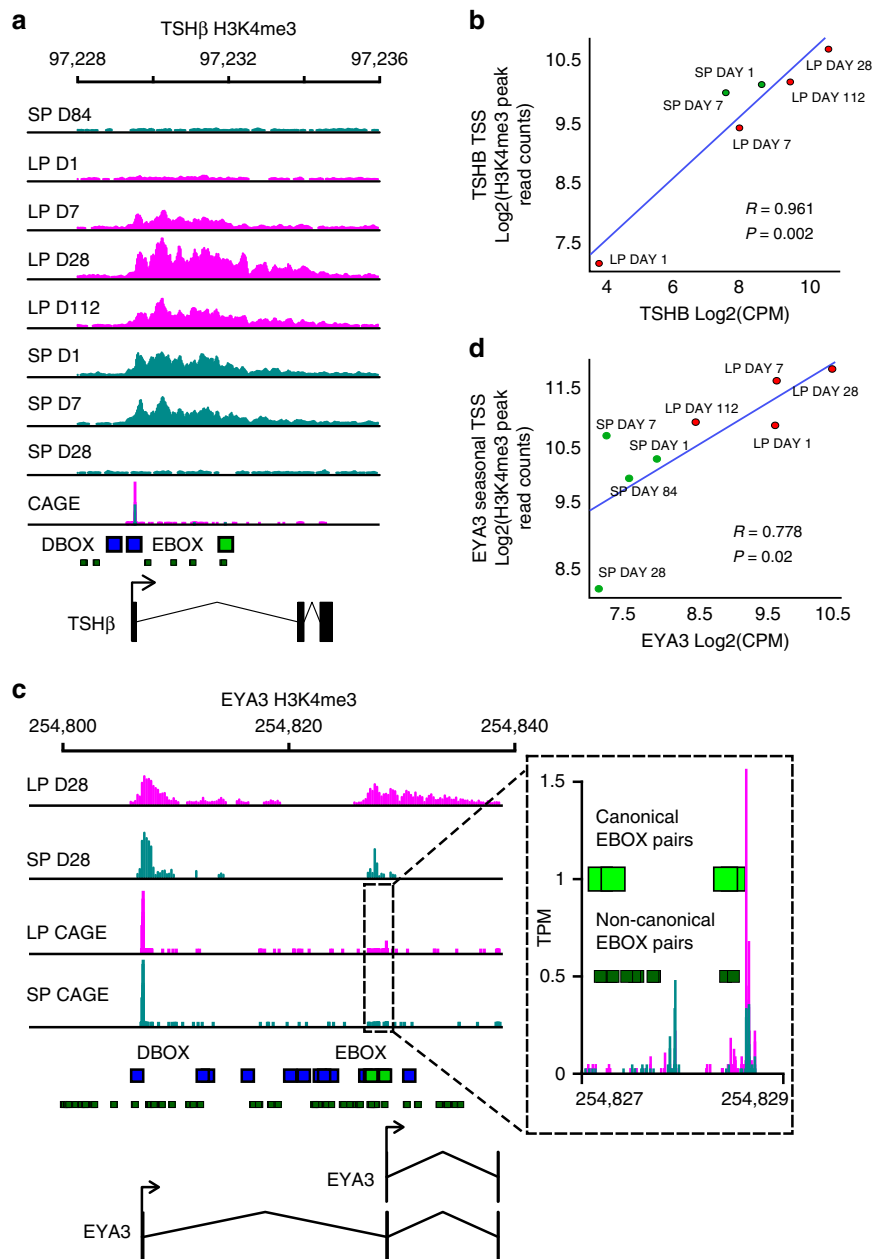 a
TSHβ H3K4me3
97,228 97,232 97,236
SP D84
LP D1
LP D7
LP D28
LP D112
SP D1
SP D7
SP D28
CAGE
DBOX EBOX
TSHβ
b
TSHB TSS
Log2(H3K4me3 peak
read counts)
10.5
9.5
8.5
7.5
SP DAY 1
SP DAY 7
LP DAY 28
LP DAY 112
LP DAY 7
LP DAY 1
R = 0.961
P = 0.002
4 6 8 10
TSHB Log2(CPM)
d
EYA3 seasonal TSS
Log2(H3K4me3 peak
read counts)
11.5
10.5
9.5
8.5
LP DAY 7
LP DAY 28
SP DAY 7
LP DAY 112
SP DAY 1
LP DAY 1
SP DAY 84
SP DAY 28
R = 0.778
P = 0.02
7.5 8.5 9.5 10.5
EYA3 Log2(CPM)
c
EYA3 H3K4me3
254,800 254,820 254,840
LP D28
SP D28
LP CAGE
SP CAGE
DBOX EBOX
EYA3
EYA3
TPM
1.5
1
0.5
0
Canonical
EBOX pairs
Non-canonical
EBOX pairs
254,827 254,829